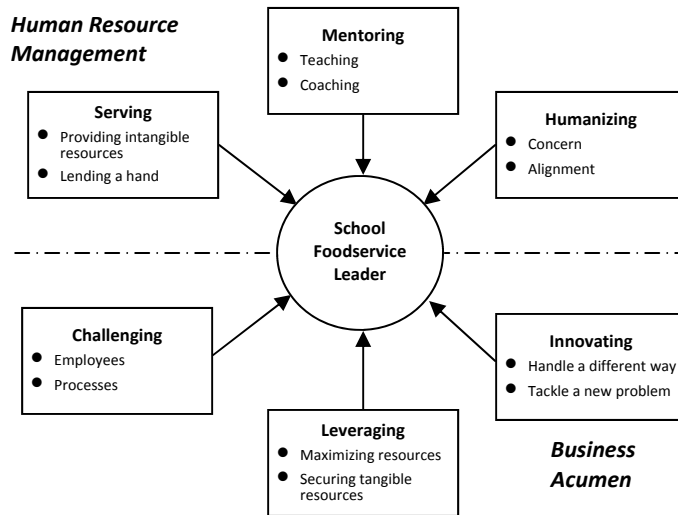 Human Resource
Management
Mentoring
● Teaching
● Coaching
Serving
● Providing intangible
resources
● Lending a hand
Humanizing
● Concern
● Alignment
School
Foodservice
Leader
Challenging
● Employees
● Processes
Innovating
● Handle a different way
● Tackle a new problem
Leveraging
● Maximizing resources
● Securing tangible
resources
Business
Acumen